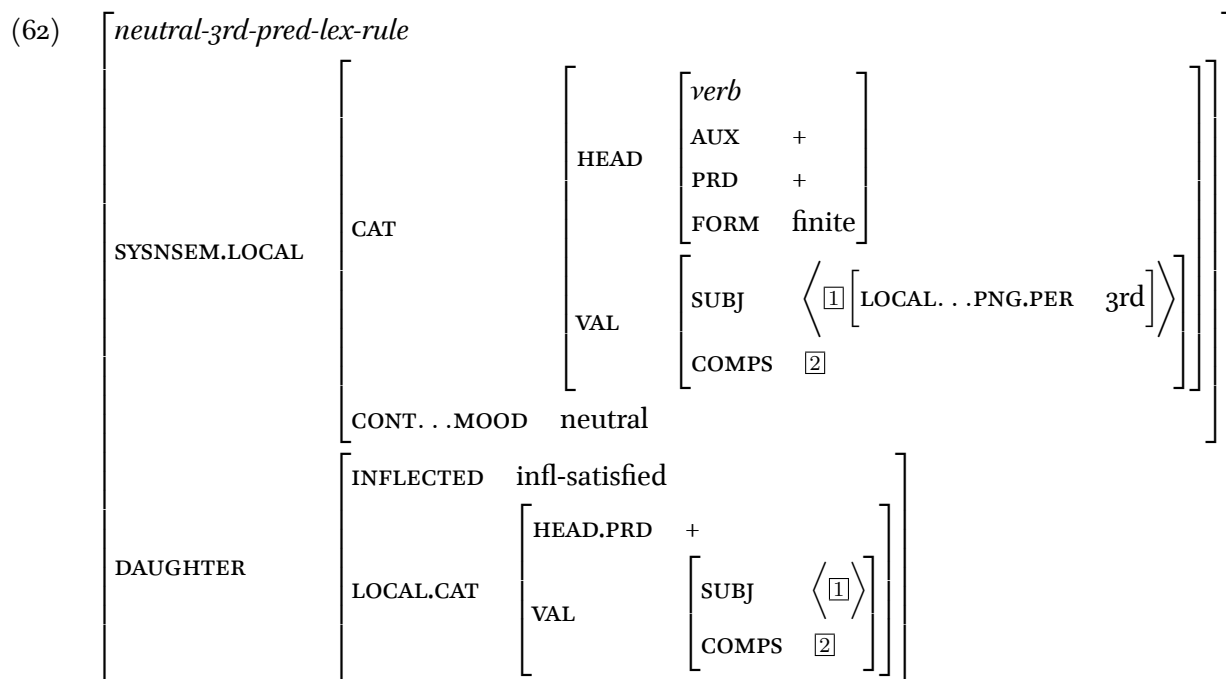 (62) neutral-3rd-pred-lex-rule
verb
AUX +
HEAD
PRD +
FORM finite
CAT
SYSNSEM.LOCAL
SUBJ ⟨ 1 [LOCAL. . .PNG.PER 3rd] ⟩
VAL
COMPS 2
CONT. . .MOOD neutral
INFLECTED infl-satisfied
HEAD.PRD +
DAUGHTER
LOCAL.CAT
SUBJ ⟨ 1 ⟩
VAL
COMPS 2